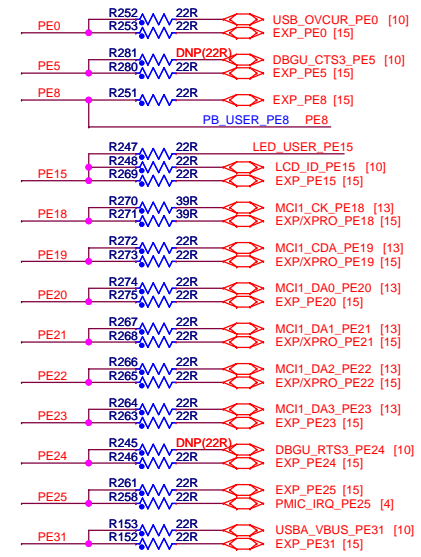 R252 22R USB_OVCUR_PE0 [10]
PE0 R253 22R EXP_PE0 [15]
R281 DNP(22R) DBGU_CTS3_PE5 [10]
PE5 R280 22R EXP_PE5 [15]
PE8 R251 22R EXP_PE8 [15]
PB_USER_PE8 PE8
R247 22R LED_USER_PE15
R248 22R LCD_ID_PE15 [10]
PE15 R269 22R EXP_PE15 [15]
R270 39R MCI1_CK_PE18 [13]
PE18 R271 39R EXP/XPRO_PE18 [15]
R272 22R MCI1_CDA_PE19 [13]
PE19 R273 22R EXP/XPRO_PE19 [15]
R274 22R MCI1_DA0_PE20 [13]
PE20 R275 22R EXP_PE20 [15]
R267 22R MCI1_DA1_PE21 [13]
PE21 R268 22R EXP/XPRO_PE21 [15]
R266 22R MCI1_DA2_PE22 [13]
PE22 R265 22R EXP/XPRO_PE22 [15]
R264 22R MCI1_DA3_PE23 [13]
PE23 R263 22R EXP_PE23 [15]
R245 DNP(22R) DBGU_RTS3_PE24 [10]
PE24 R246 22R EXP_PE24 [15]
R261 22R EXP_PE25 [15]
PE25 R258 22R PMIC_IRQ_PE25 [4]
R153 22R USBA_VBUS_PE31 [10]
PE31 R152 22R EXP_PE31 [15]